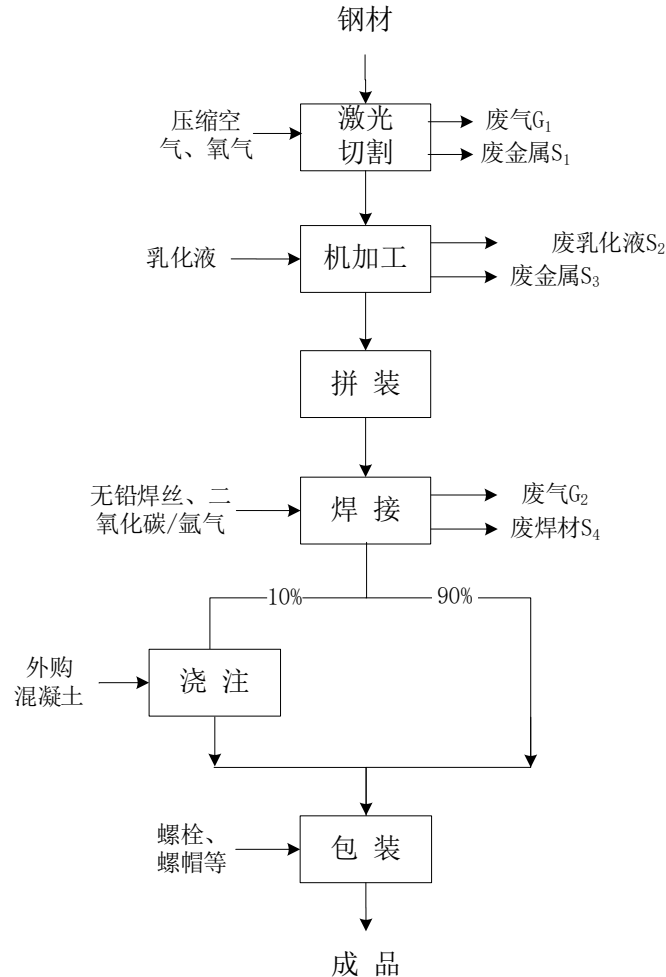 钢材
压缩空
气、氧气
激光
切割
废气G₁
废金属S₁
乳化液
机加工
废乳化液S₂
废金属S₃
拼 装
无铅焊丝、二
氧化碳/氩气
焊 接
废气G₂
废焊材S₄
10%
90%
外购
混凝土
浇 注
螺栓、
螺帽等
包 装
成 品